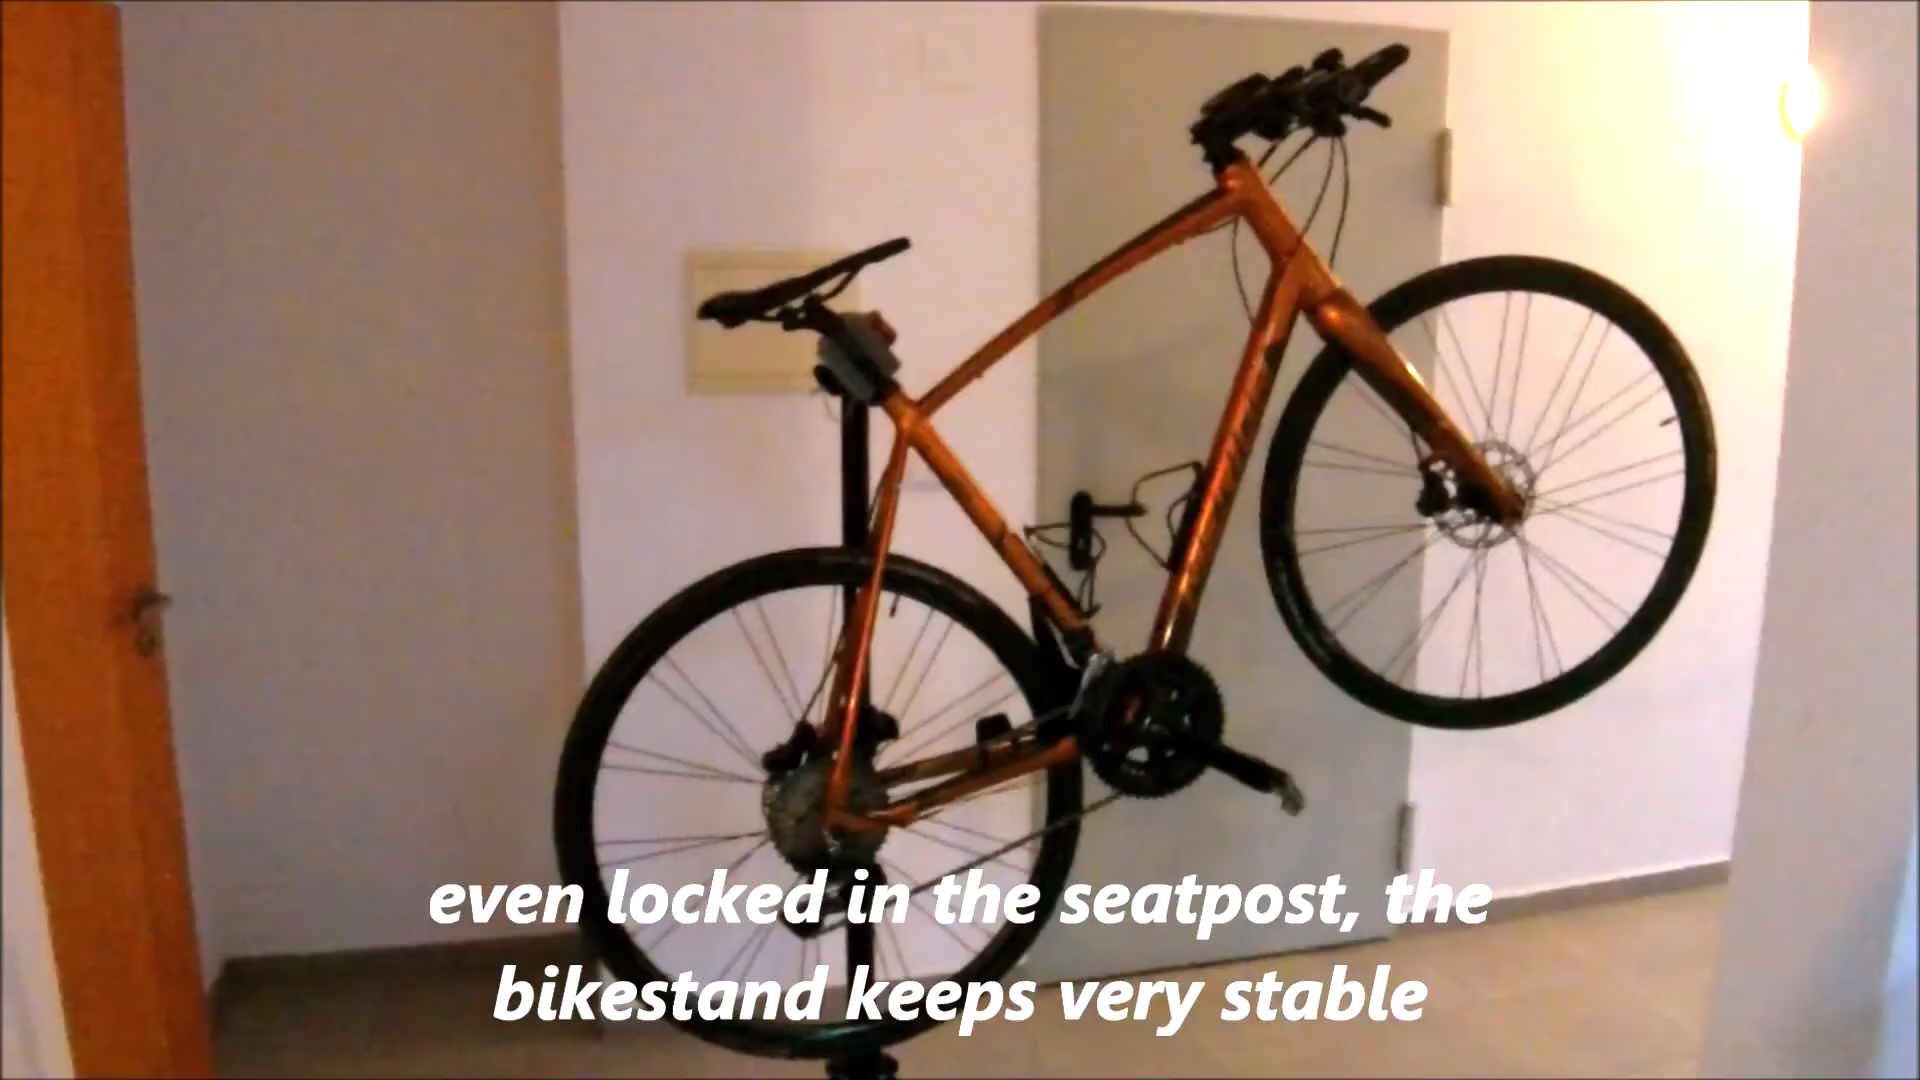 even locked in the seatpost, the
bikestand keeps very stable